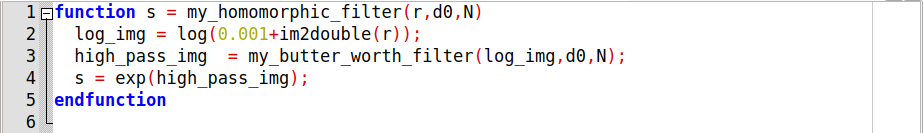 1 function s = my_homomorphic_filter(r,d0,N)
2 log_img = log(0.001+im2double(r));
3 high_pass_img  = my_butter_worth_filter(log_img,d0,N);
4 s = exp(high_pass_img);
5 endfunction
6